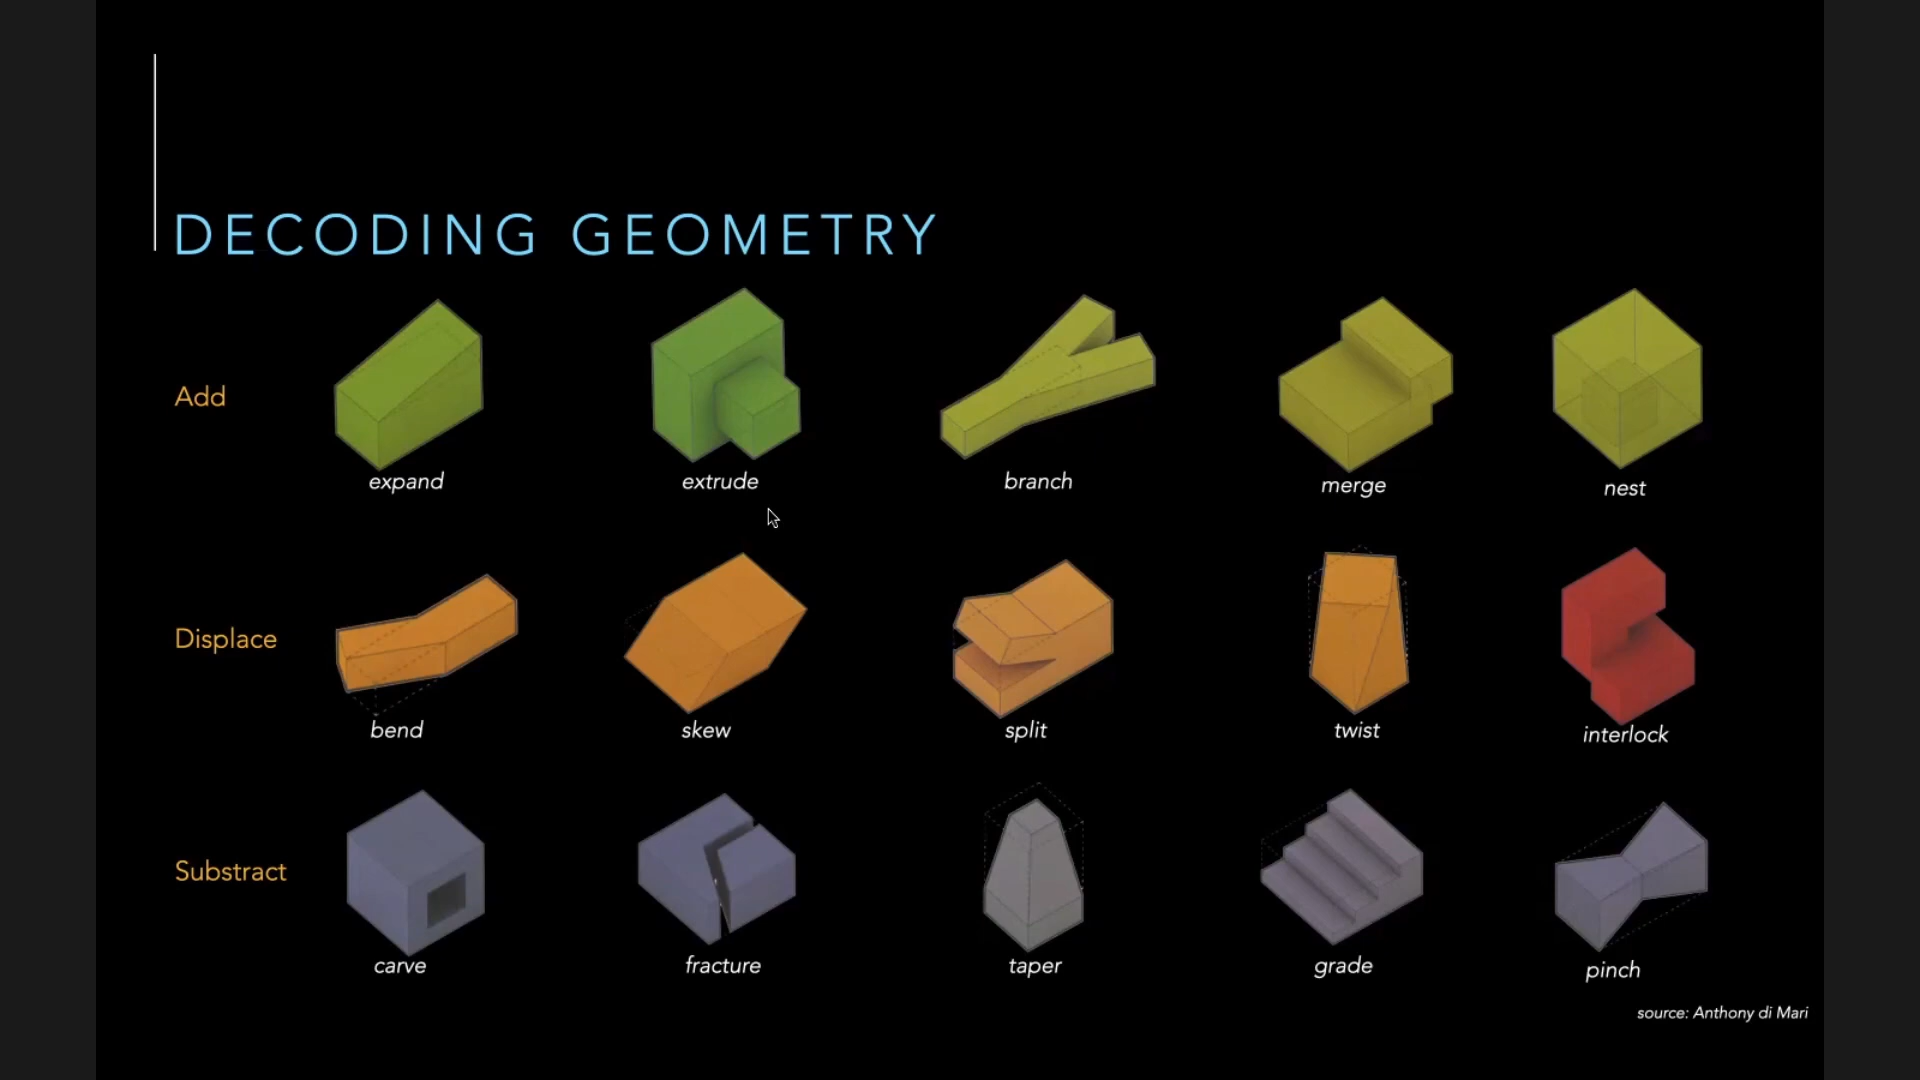 DECODING GEOMETRY
Add
expand
extrude
branch
merge
nest
Displace
bend
skew
split
twist
interlock
Substract
carve
fracture
taper
grade
pinch
source: Anthony di Mari